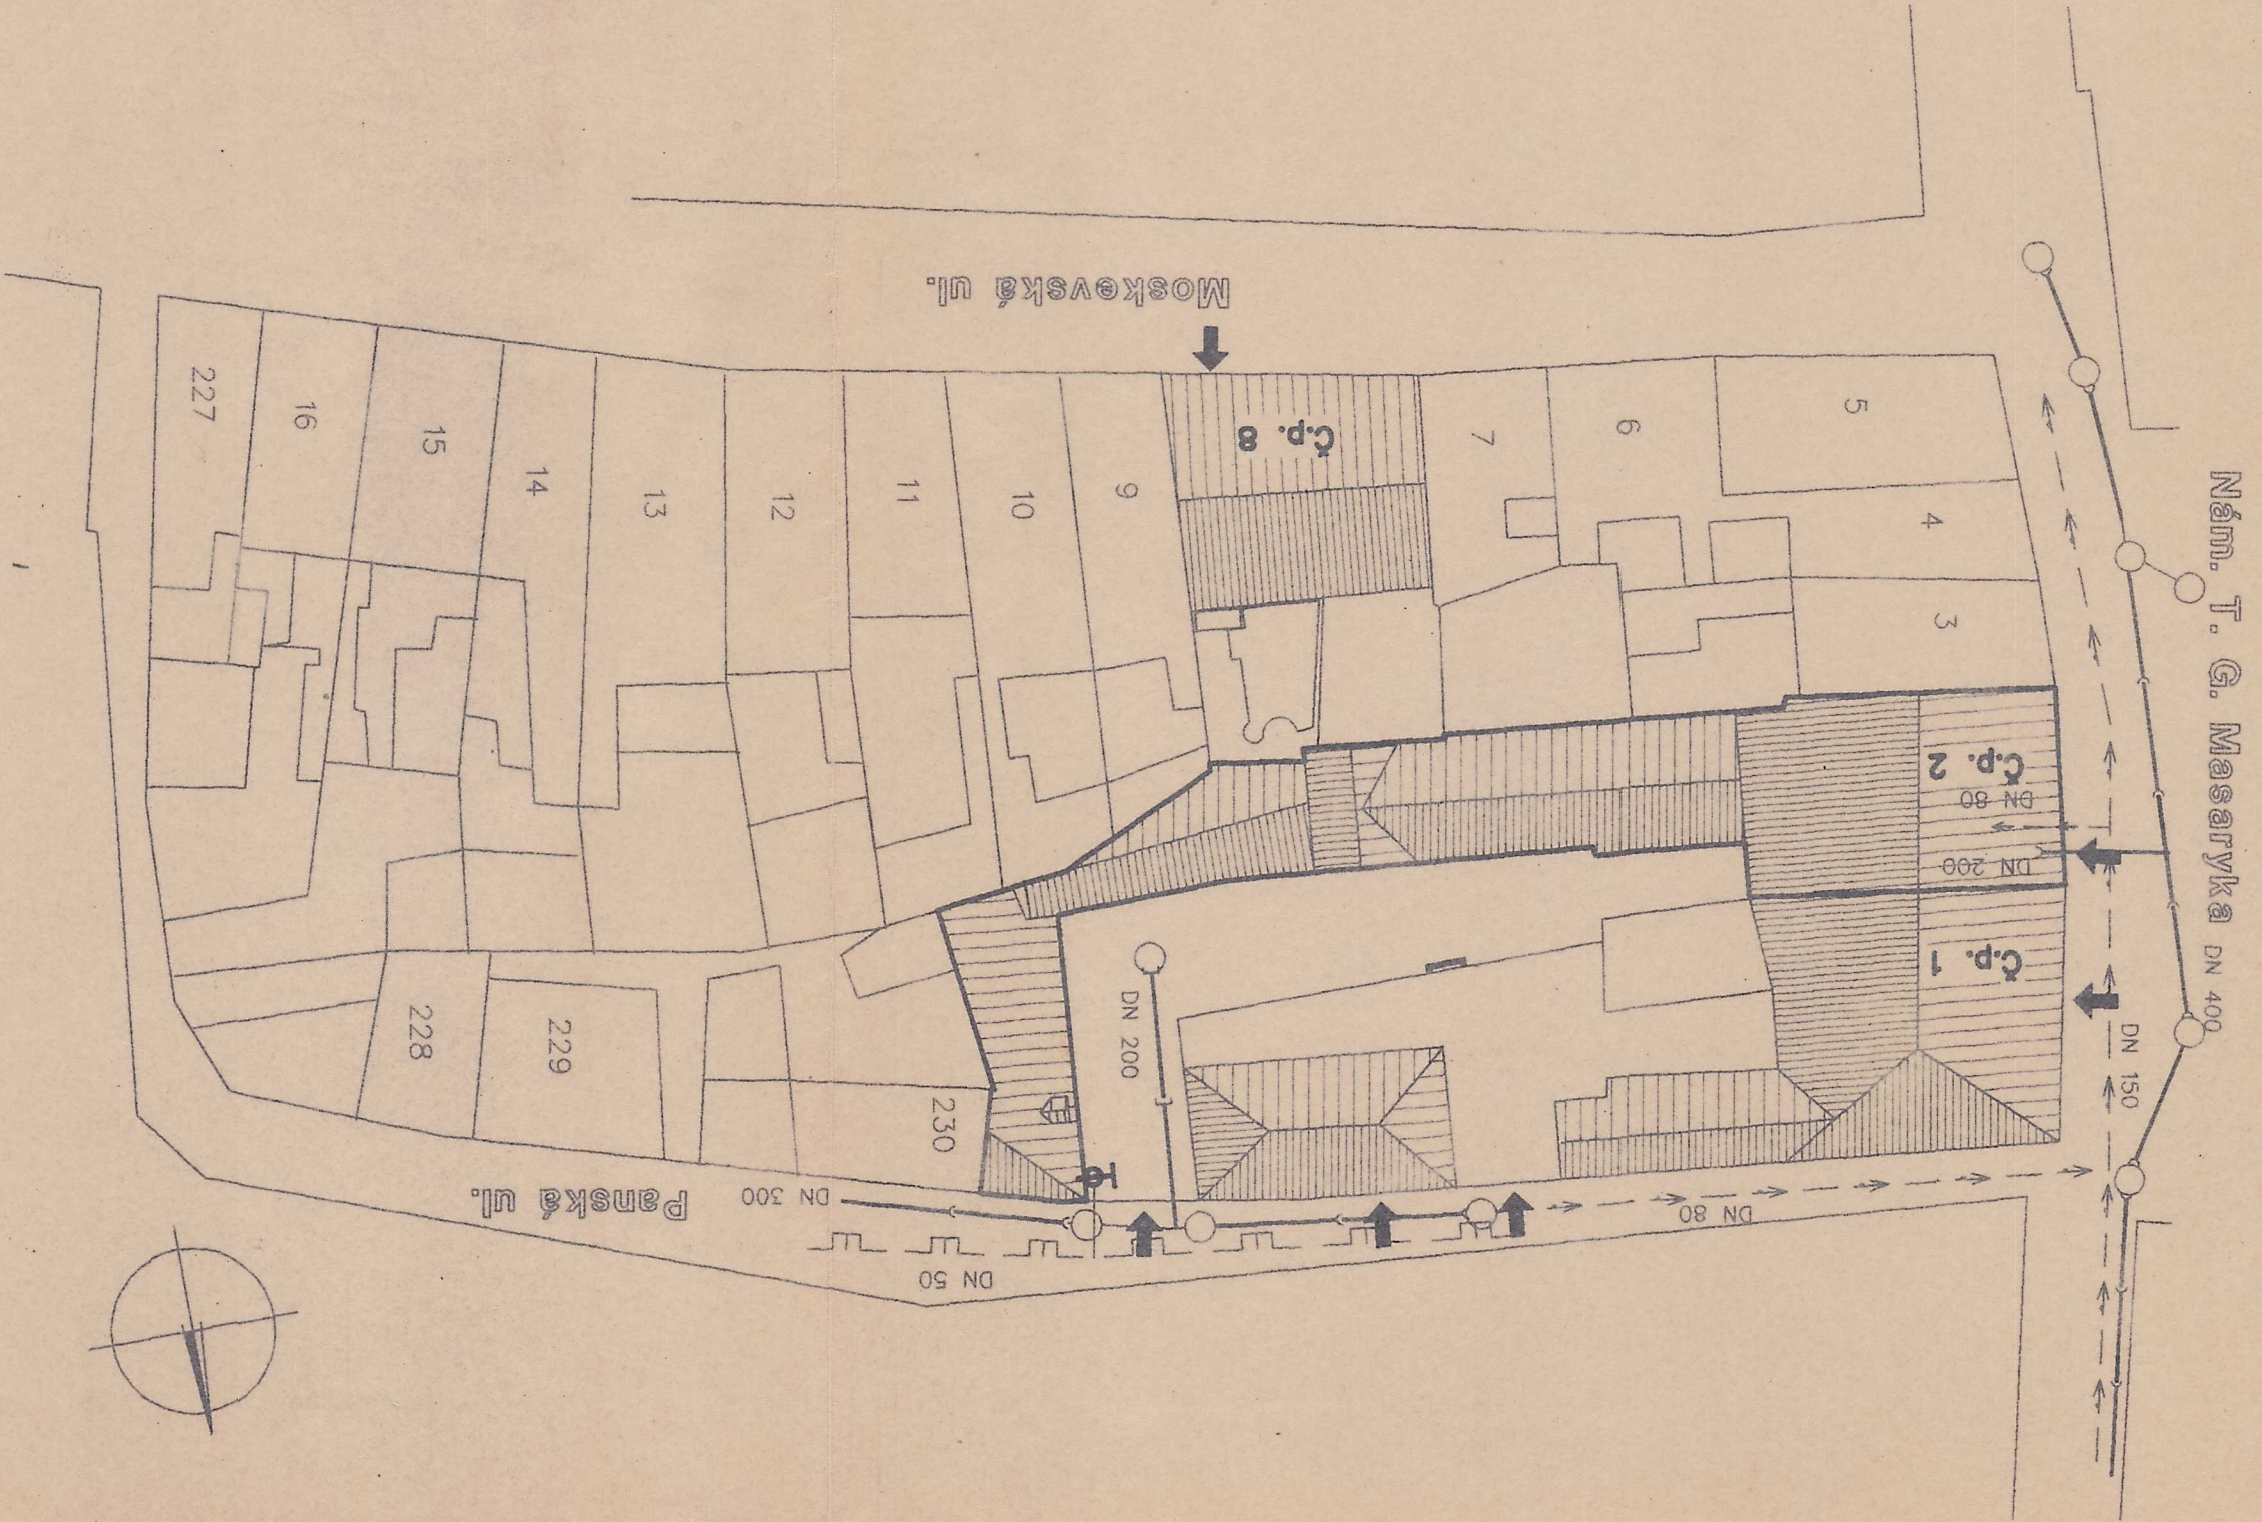 Moskevská ul.
227
16
15
14
13
12
11
10
9
Č.p. 8
7
6
5
4
3
Nám. T. G. Masaryka
DN 400
Č.p. 2
DN 80
DN 200
Č.p. 1
DN 150
DN 200
228
229
230
Panská ul.
DN 300
DN 80
DN 50